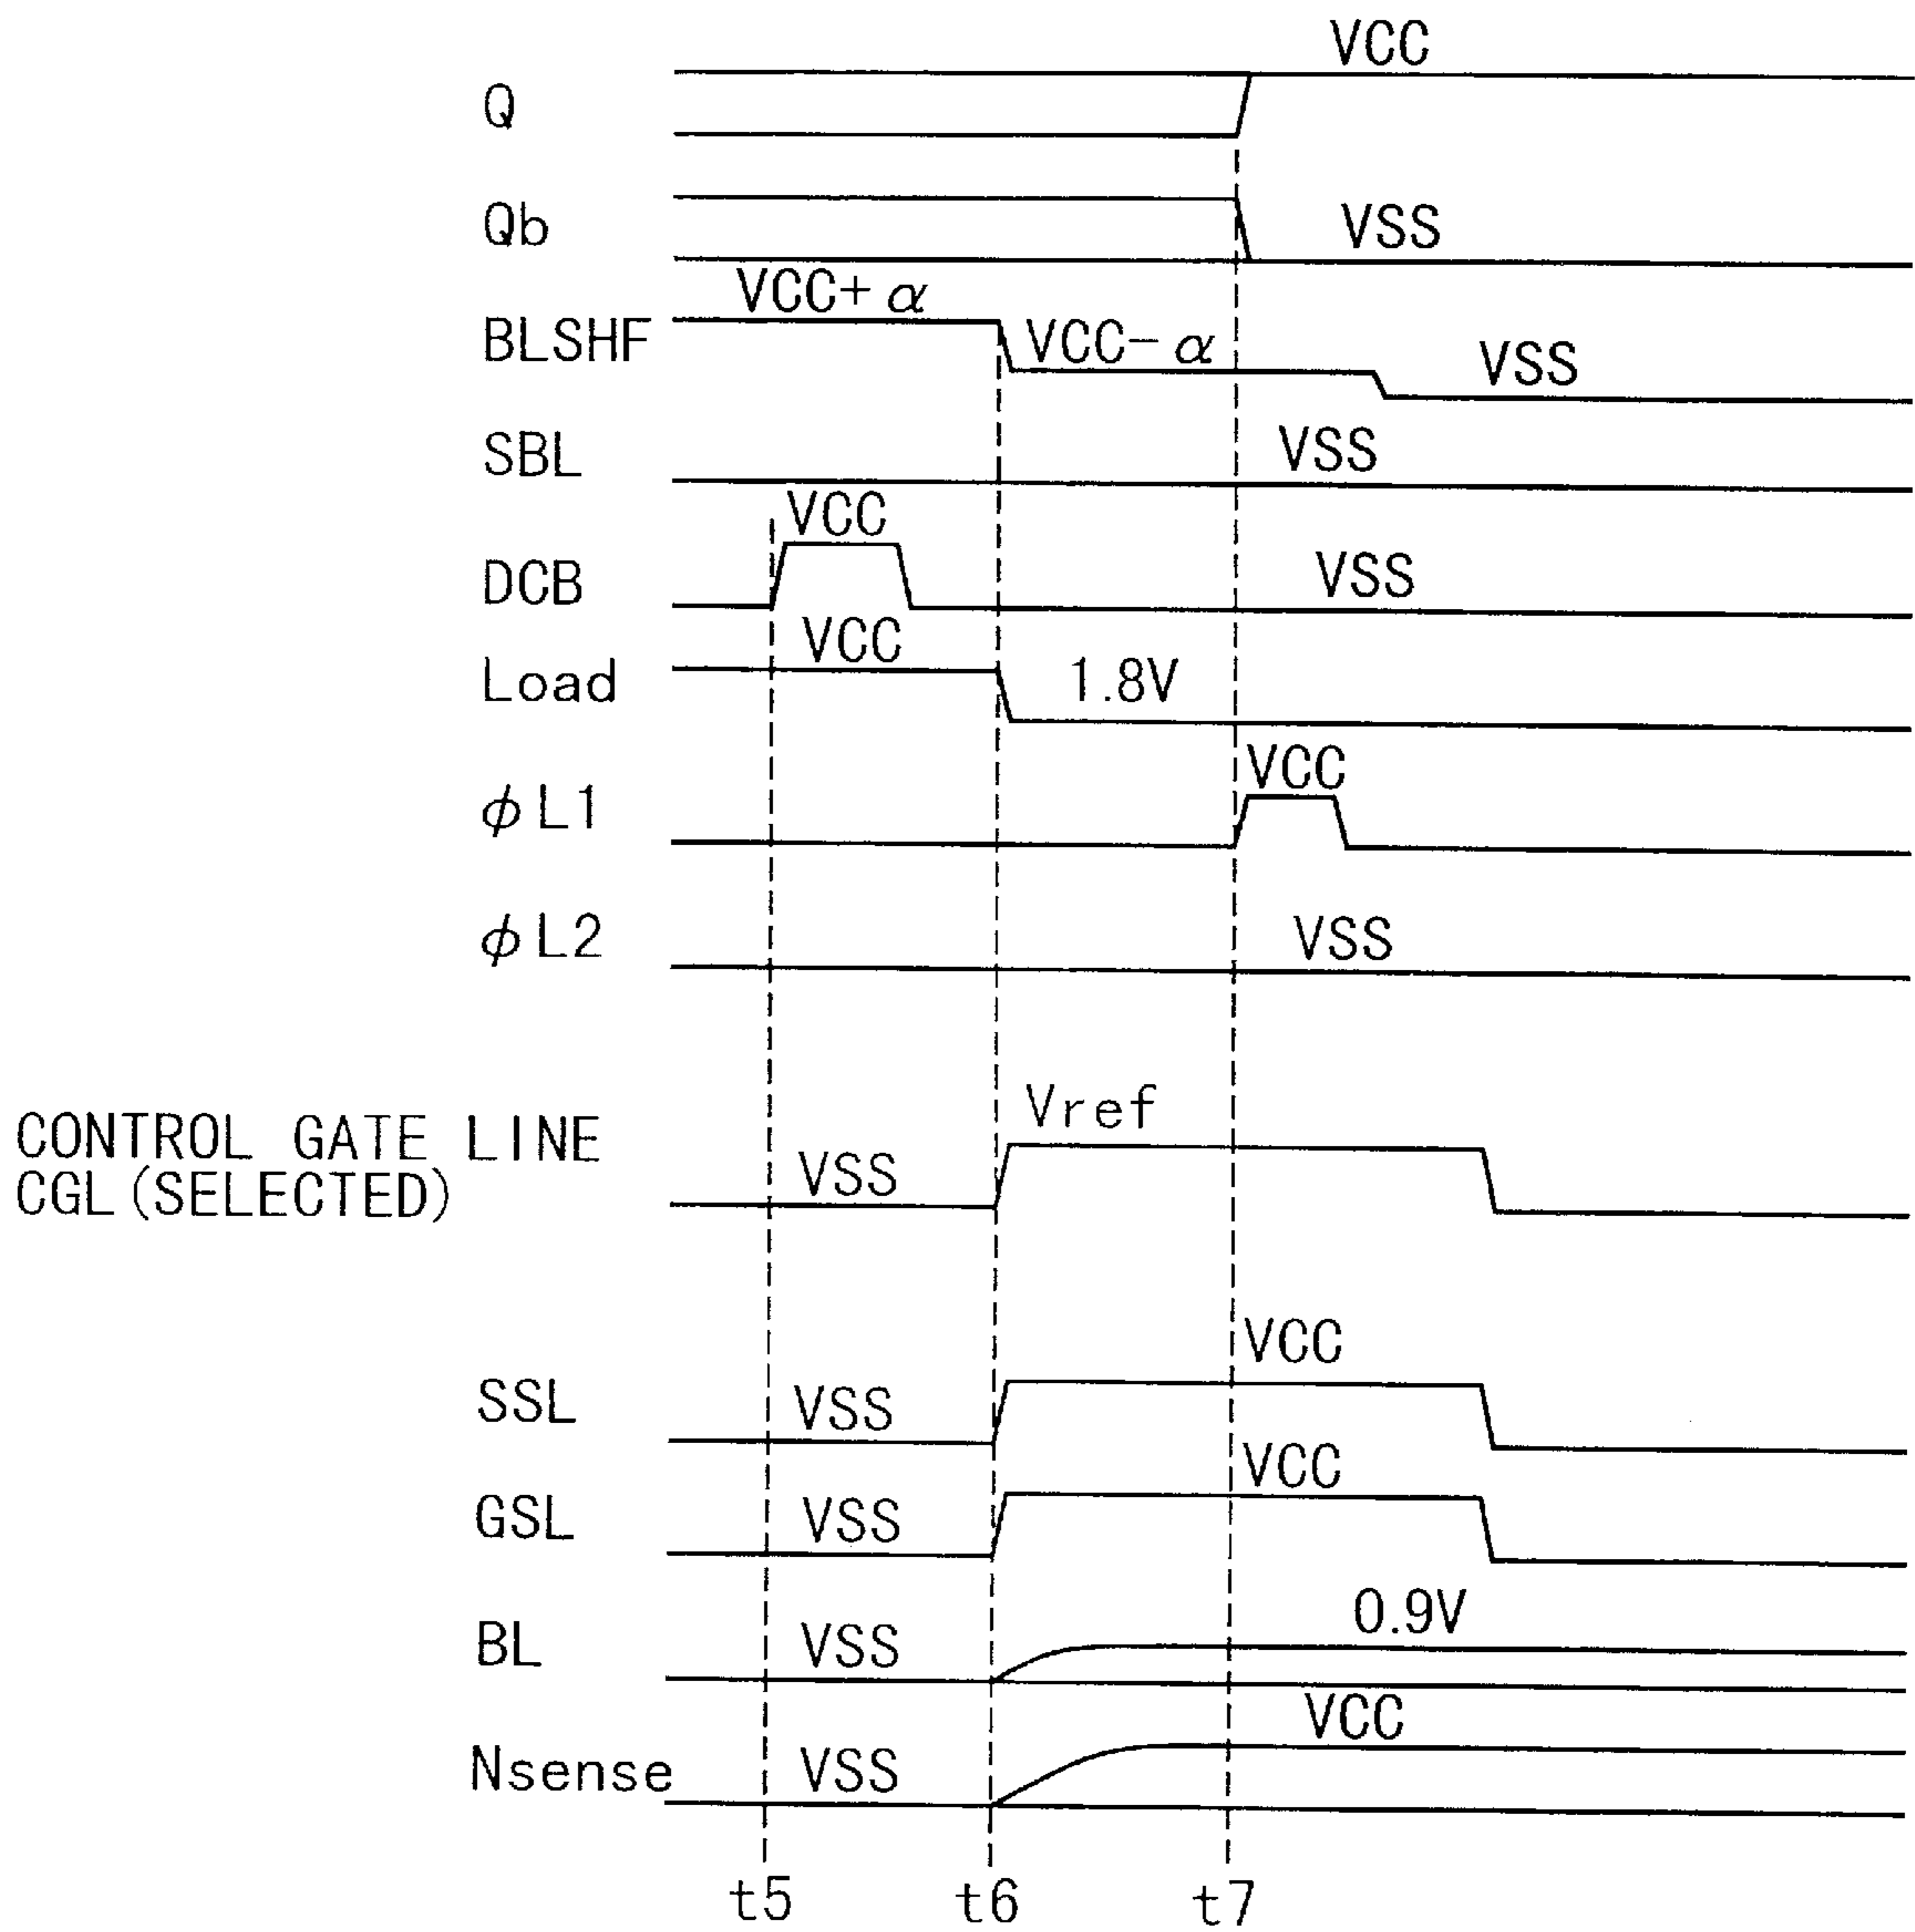 VCC
Q
Qb VSS
VCC+α
BLSHF VCC-α VSS
SBL VSS
VCC
DCB VSS
VCC
Load 1.8V
VCC
φL1
φL2 VSS
Vref
CONTROL GATE LINE
CGL(SELECTED) VSS
VCC
SSL VSS
VCC
GSL VSS
0.9V
BL VSS
VCC
Nsense VSS
t5 t6 t7